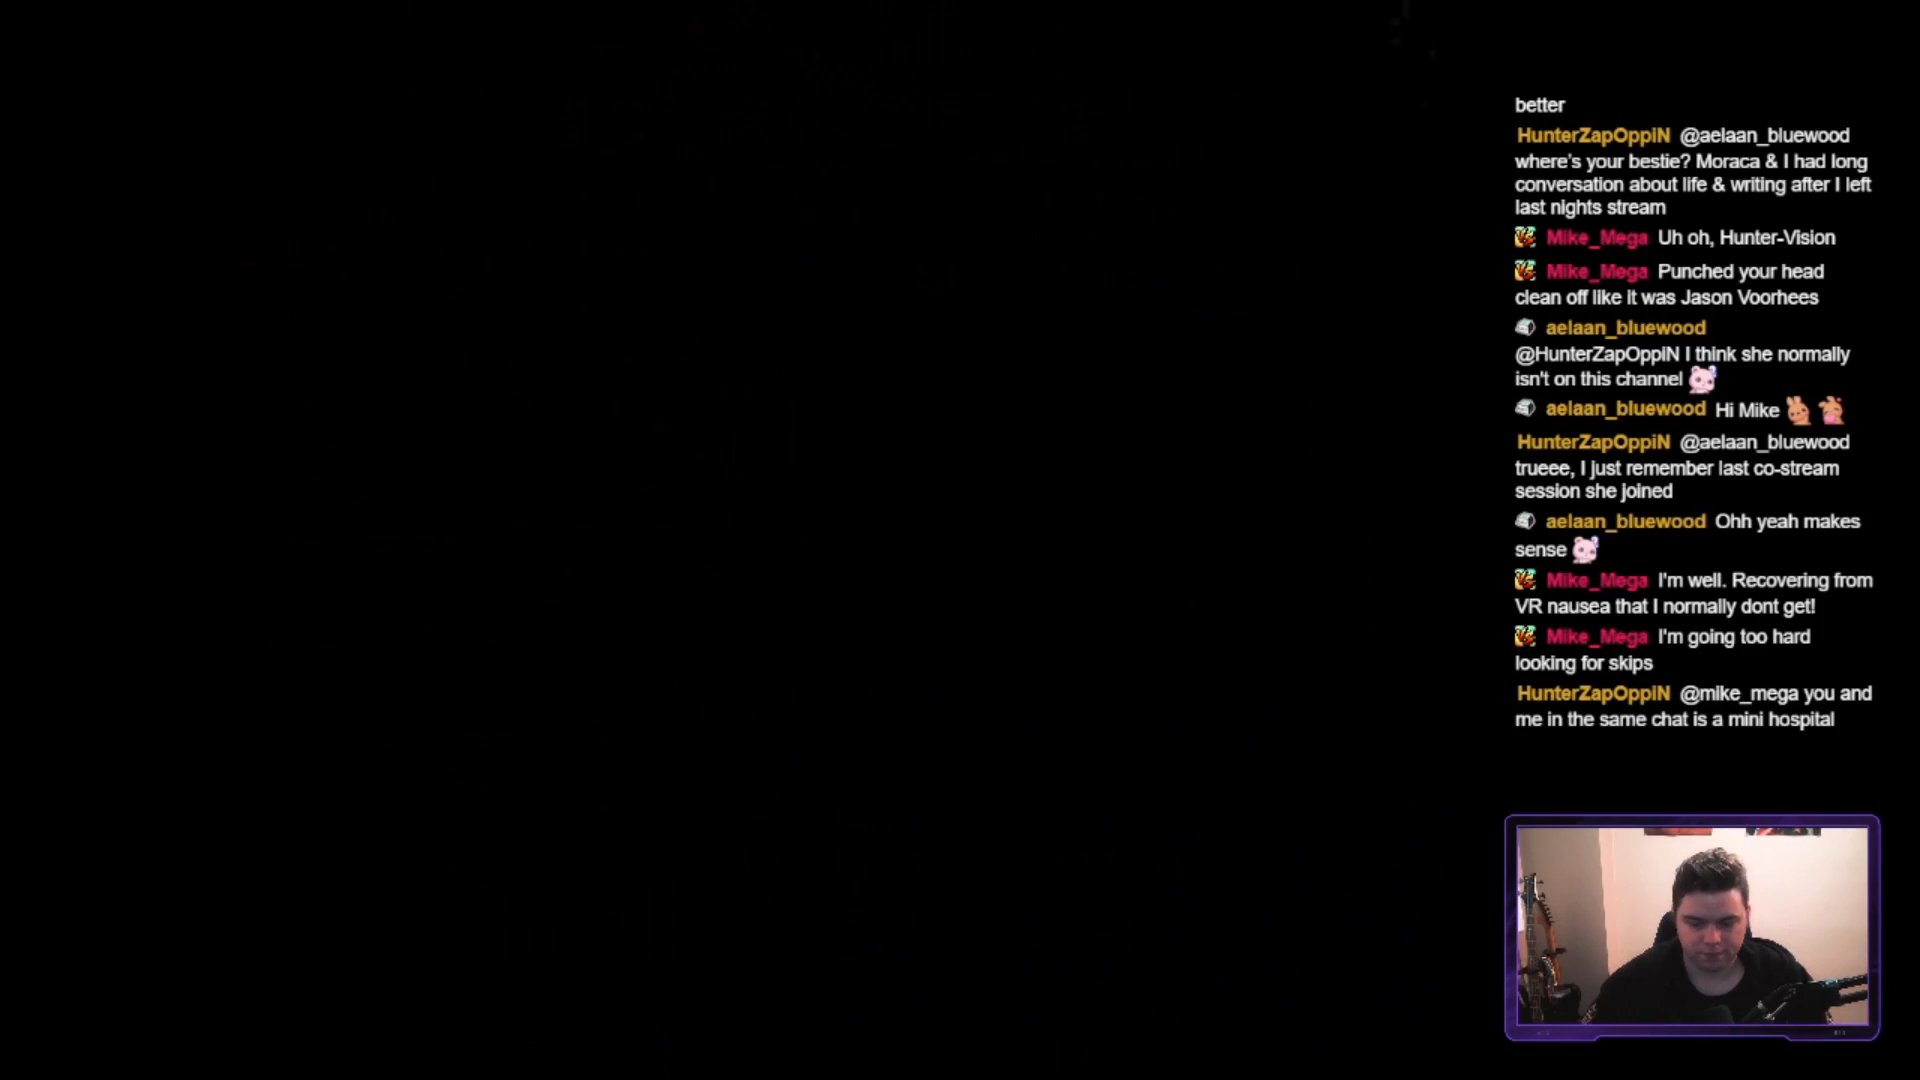 better
HunterZapOppiN @aelaan_bluewood
where's your bestie? Moraca & I had long
conversation about life & writing after I left
last nights stream
Mike_Mega Uh oh, Hunter-Vision
Mike_Mega Punched your head
clean off like it was Jason Voorhees
aelaan_bluewood
@HunterZapOppiN I think she normally
isn't on this channel
aelaan_bluewood Hi Mike
HunterZapOppiN @aelaan_bluewood
trueee, I just remember last co-stream
session she joined
aelaan_bluewood Ohh yeah makes
sense
Mike_Mega I'm well. Recovering from
VR nausea that I normally dont get!
Mike_Mega I'm going too hard
looking for skips
HunterZapOppiN @mike_mega you and
me in the same chat is a mini hospital